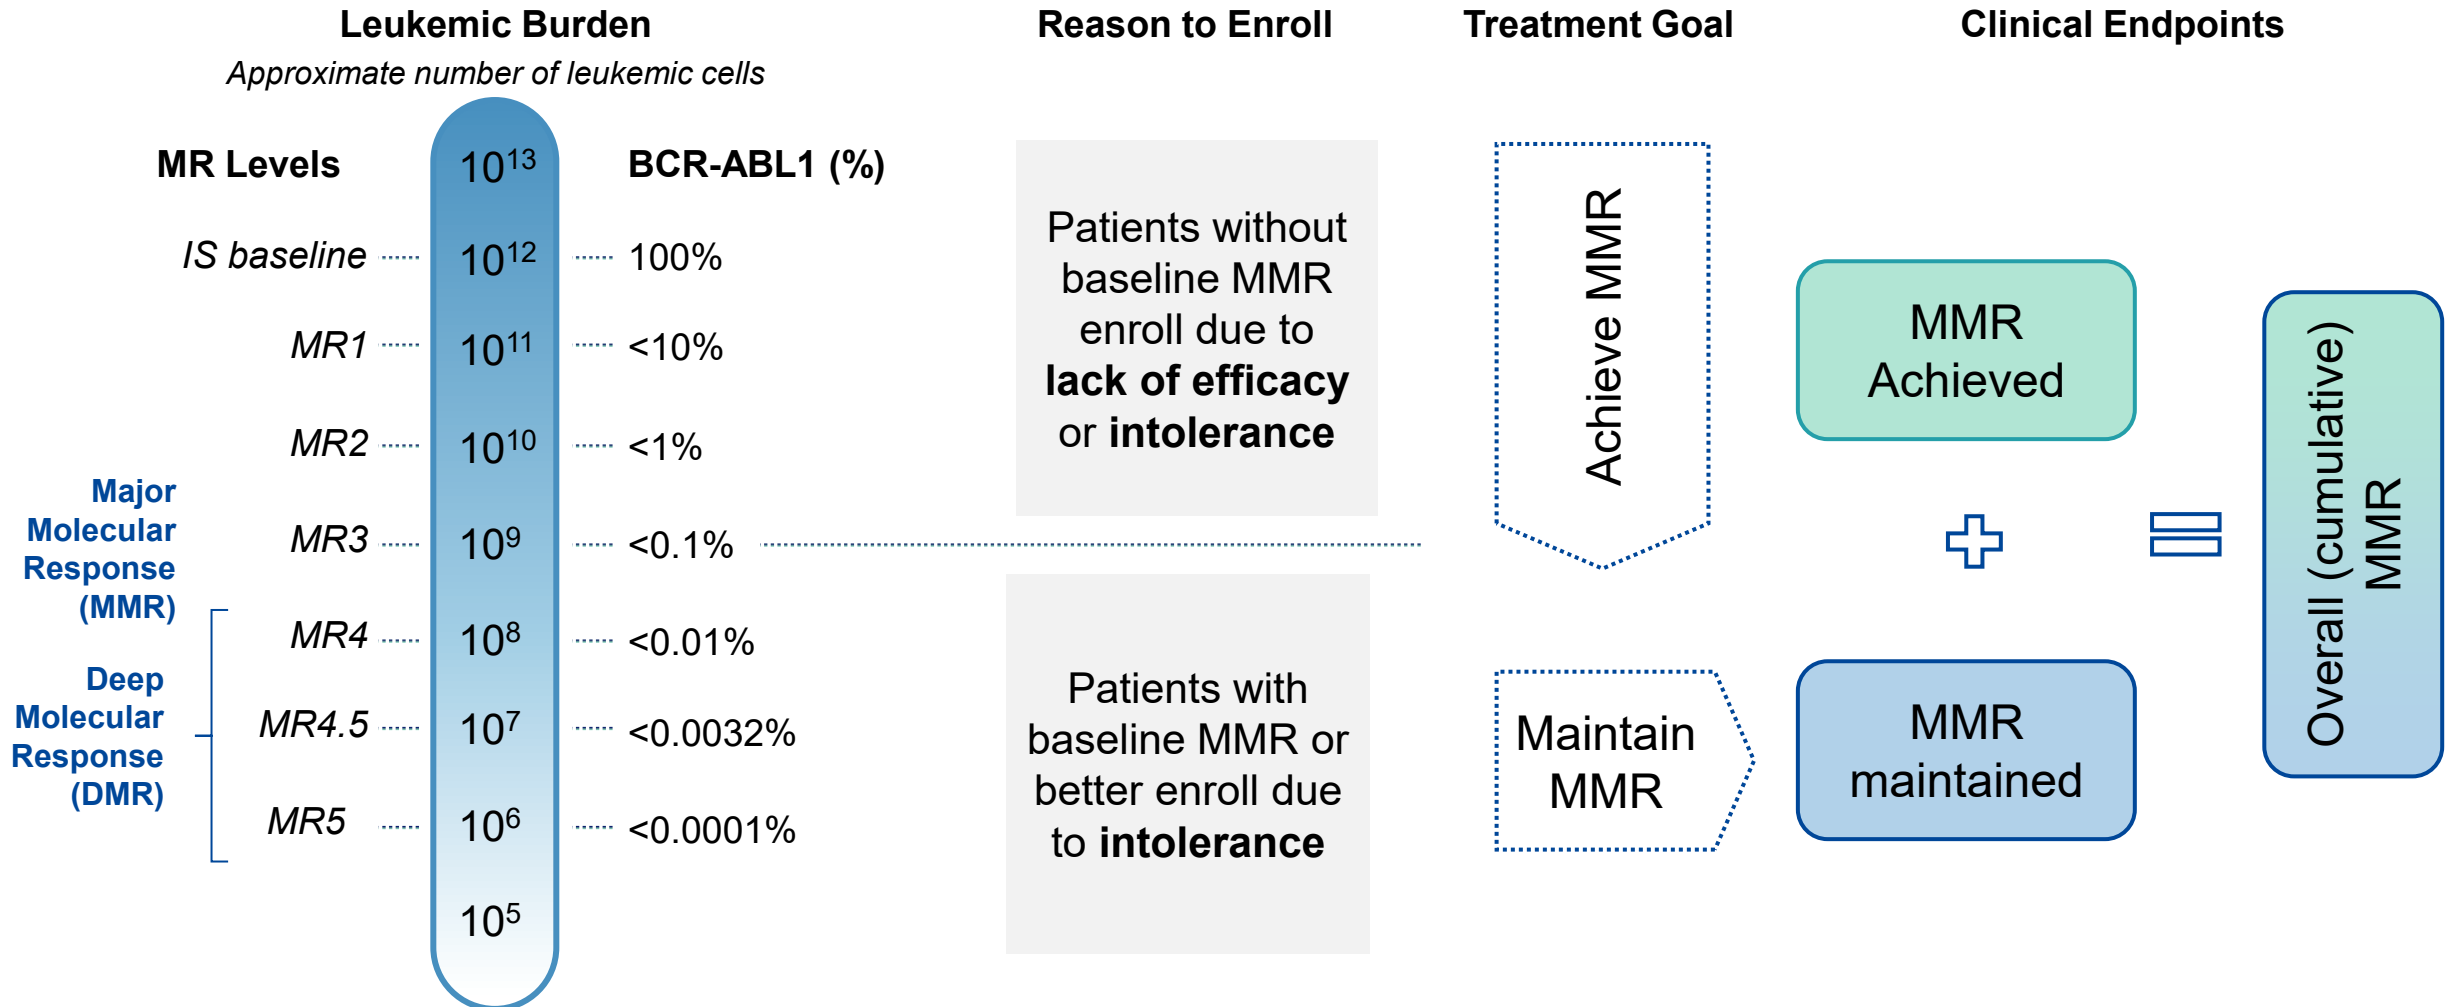 Leukemic Burden
Approximate number of leukemic cells
Reason to Enroll
Treatment Goal
Clinical Endpoints
MR Levels
10¹³
BCR-ABL1 (%)
IS baseline
10¹²
100%
MR1
10¹¹
<10%
MR2
10¹⁰
<1%
Major
Molecular
Response
(MMR)
MR3
10⁹
<0.1%
MR4
10⁸
<0.01%
Deep
Molecular
Response
(DMR)
MR4.5
10⁷
<0.0032%
MR5
10⁶
<0.0001%
10⁵
Patients without
baseline MMR
enroll due to
lack of efficacy
or intolerance
Patients with
baseline MMR or
better enroll due
to intolerance
Achieve MMR
Maintain
MMR
MMR
Achieved
MMR
maintained
Overall (cumulative)
MMR